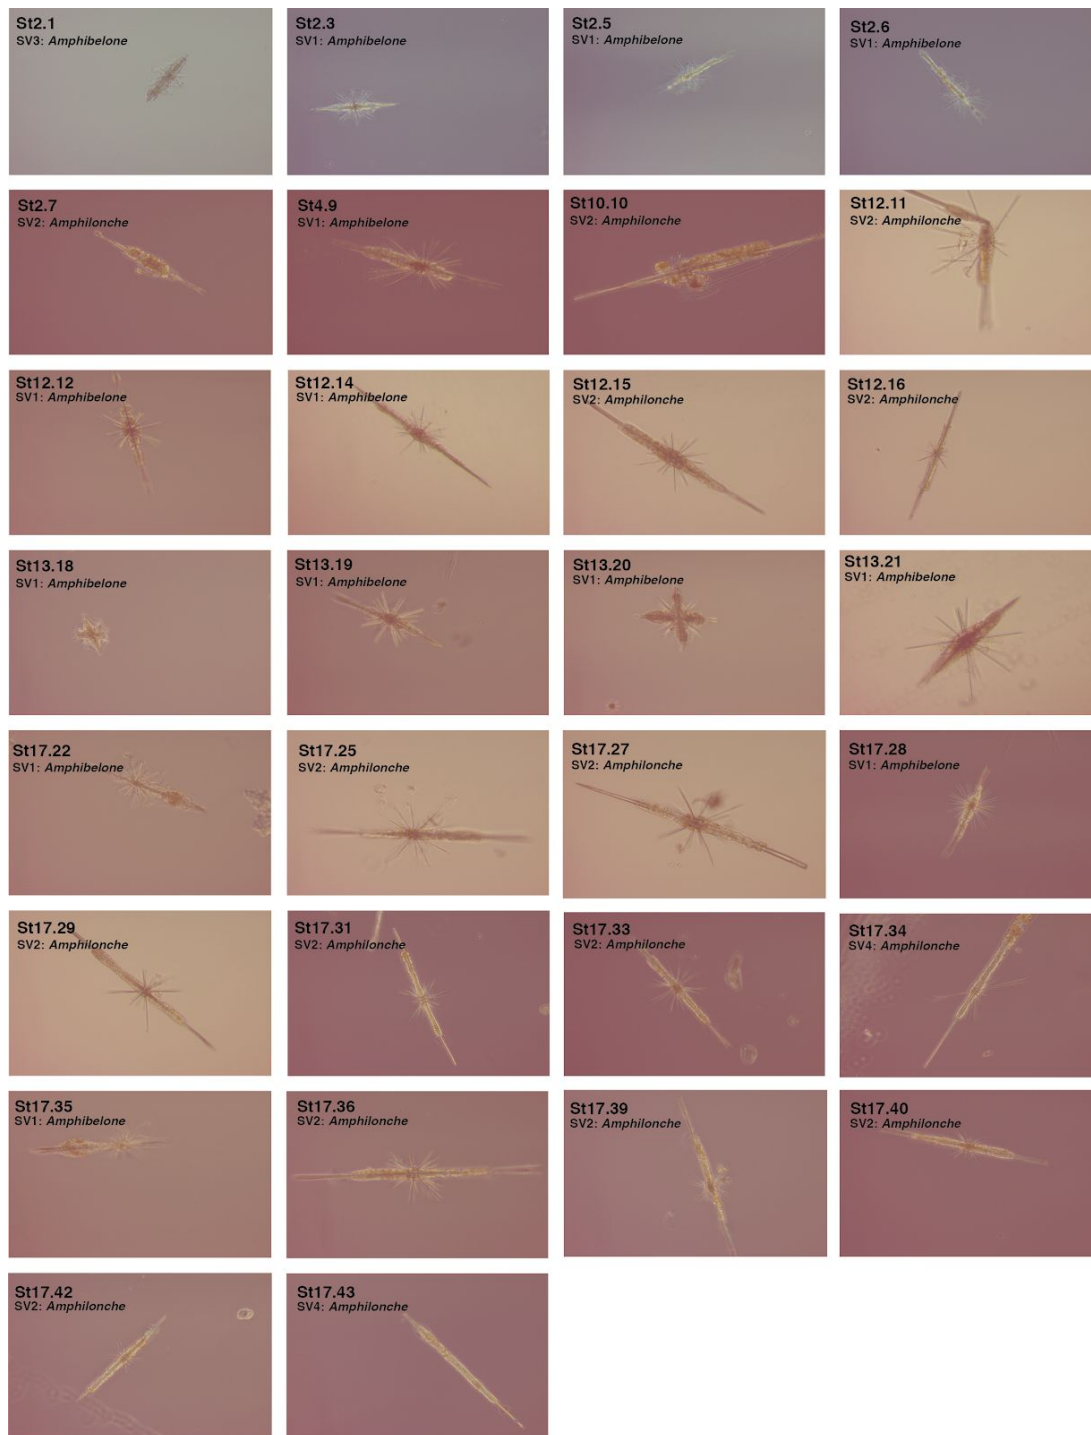 St2.1
SV3: Amphibelone
St2.3
SV1: Amphibelone
St2.5
SV1: Amphibelone
St2.6
SV1: Amphibelone
St2.7
SV2: Amphilonche
St4.9
SV1: Amphibelone
St10.10
SV2: Amphilonche
St12.11
SV2: Amphilonche
St12.12
SV1: Amphibelone
St12.14
SV1: Amphibelone
St12.15
SV2: Amphilonche
St12.16
SV2: Amphilonche
St13.18
SV1: Amphibelone
St13.19
SV1: Amphibelone
St13.20
SV1: Amphibelone
St13.21
SV1: Amphibelone
St17.22
SV1: Amphibelone
St17.25
SV2: Amphilonche
St17.27
SV2: Amphilonche
St17.28
SV1: Amphibelone
St17.29
SV2: Amphilonche
St17.31
SV2: Amphilonche
St17.33
SV2: Amphilonche
St17.34
SV4: Amphilonche
St17.35
SV1: Amphibelone
St17.36
SV2: Amphilonche
St17.39
SV2: Amphilonche
St17.40
SV2: Amphilonche
St17.42
SV2: Amphilonche
St17.43
SV4: Amphilonche